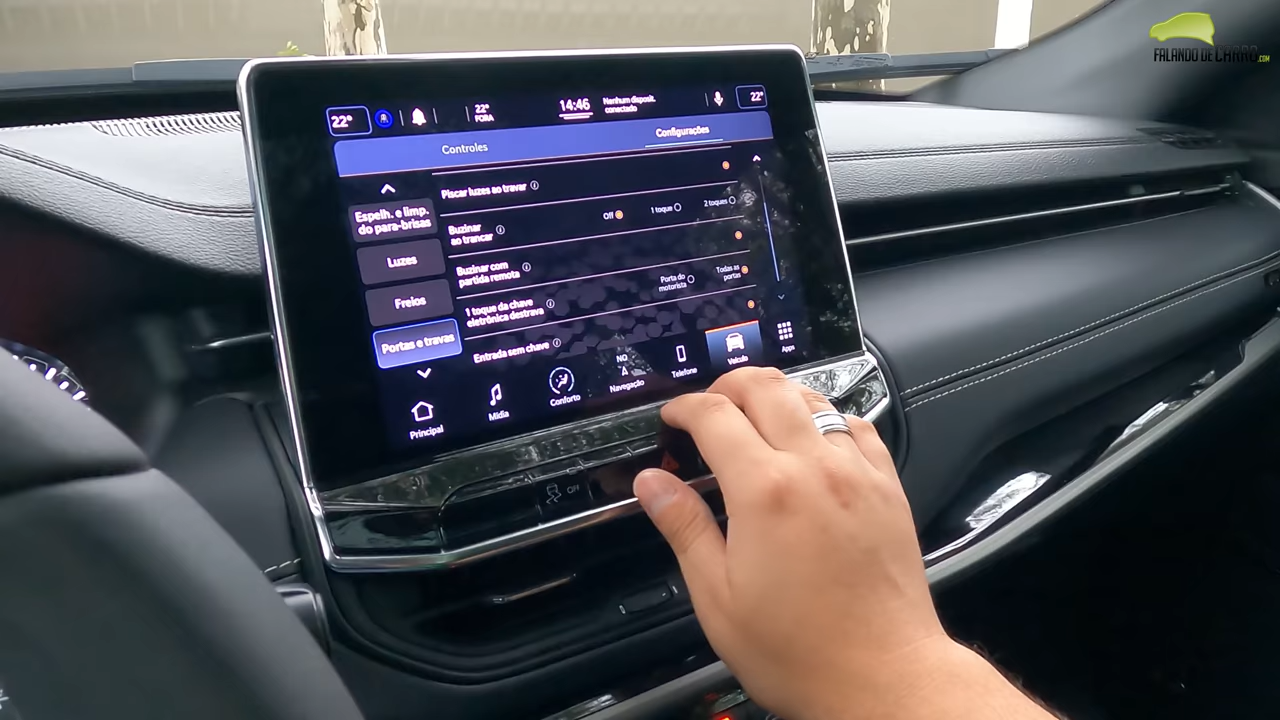 FALANDO DE CARRO.COM
22°
22°
FORA
14:46
Nenhum disposit.
conectado
22°
Controles
Configurações
Espelh. e limp.
do para-brisas
Luzes
Freios
Portas e travas
Piscar luzes ao travar
Buzinar
ao trancar
Off
1 toque
2 toques
Buzinar com
partida remota
1 toque da chave
eletrônica destrava
Porta do
motorista
Todas as
portas
Entrada sem chave
Principal
Mídia
Conforto
NO
Navegação
Telefone
Veículo
Apps
OFF